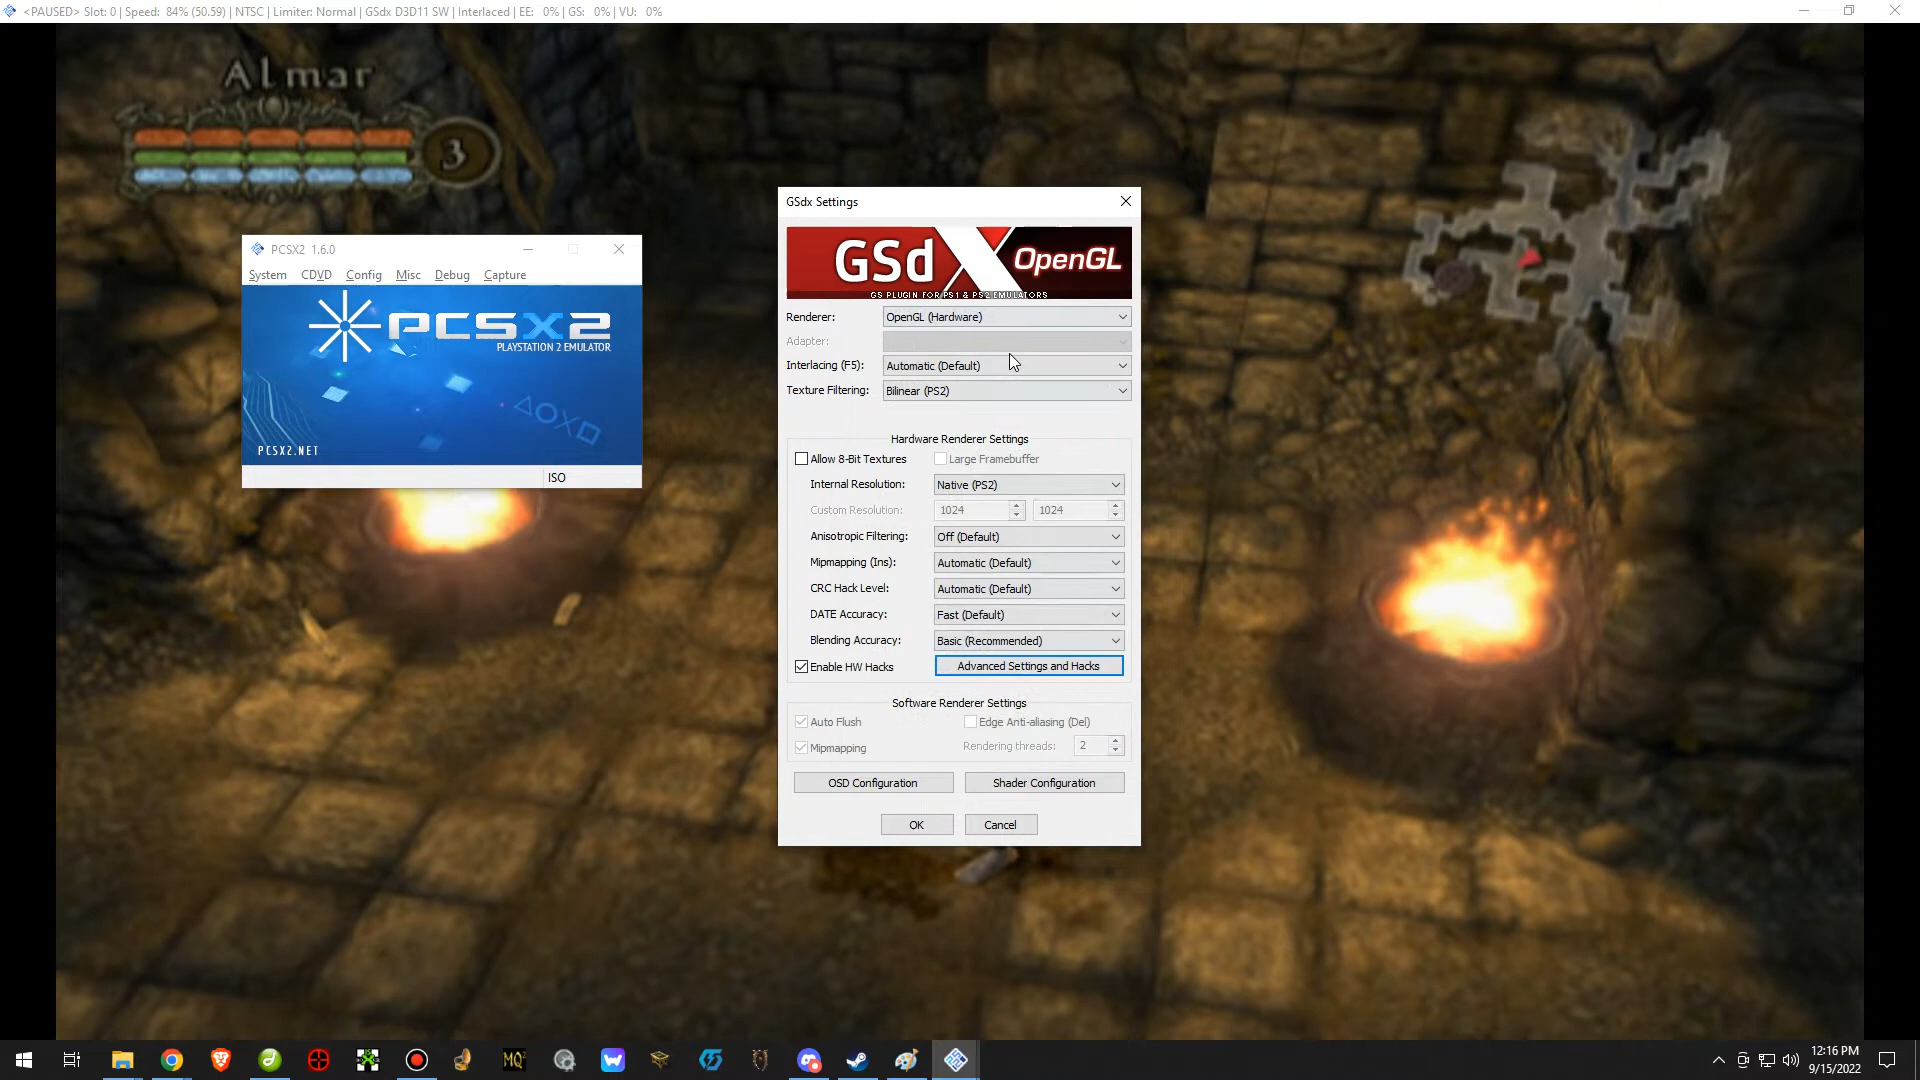 <PAUSED> Slot: 0 | Speed:  84% (50.59) | NTSC | Limiter: Normal | GSdx D3D11 SW | Interlaced | EE:   0% | GS:   0% | VU:   0%
Almar
3
PCSX2  1.6.0
System CDVD Config Misc Debug Capture
PCSX2
PLAYSTATION 2 EMULATOR
PCSX2.NET
ISO
GSdx Settings
GSdX OpenGL
GS PLUGIN FOR PS1 & PS2 EMULATORS
Renderer: OpenGL (Hardware)
Adapter:
Interlacing (F5): Automatic (Default)
Texture Filtering: Bilinear (PS2)
Hardware Renderer Settings
Allow 8-Bit Textures Large Framebuffer
Internal Resolution: Native (PS2)
Custom Resolution: 1024 1024
Anisotropic Filtering: Off (Default)
Mipmapping (Ins): Automatic (Default)
CRC Hack Level: Automatic (Default)
DATE Accuracy: Fast (Default)
Blending Accuracy: Basic (Recommended)
Enable HW Hacks Advanced Settings and Hacks
Software Renderer Settings
Auto Flush Edge Anti-aliasing (Del)
Mipmapping Rendering threads: 2
OSD Configuration Shader Configuration
OK Cancel
MQ2
12:16 PM
9/15/2022